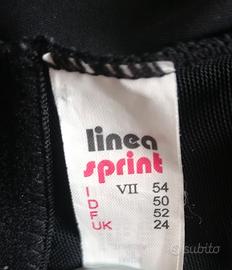 linea
sprint
I VII 54
D 50
F 52
UK 24
subito